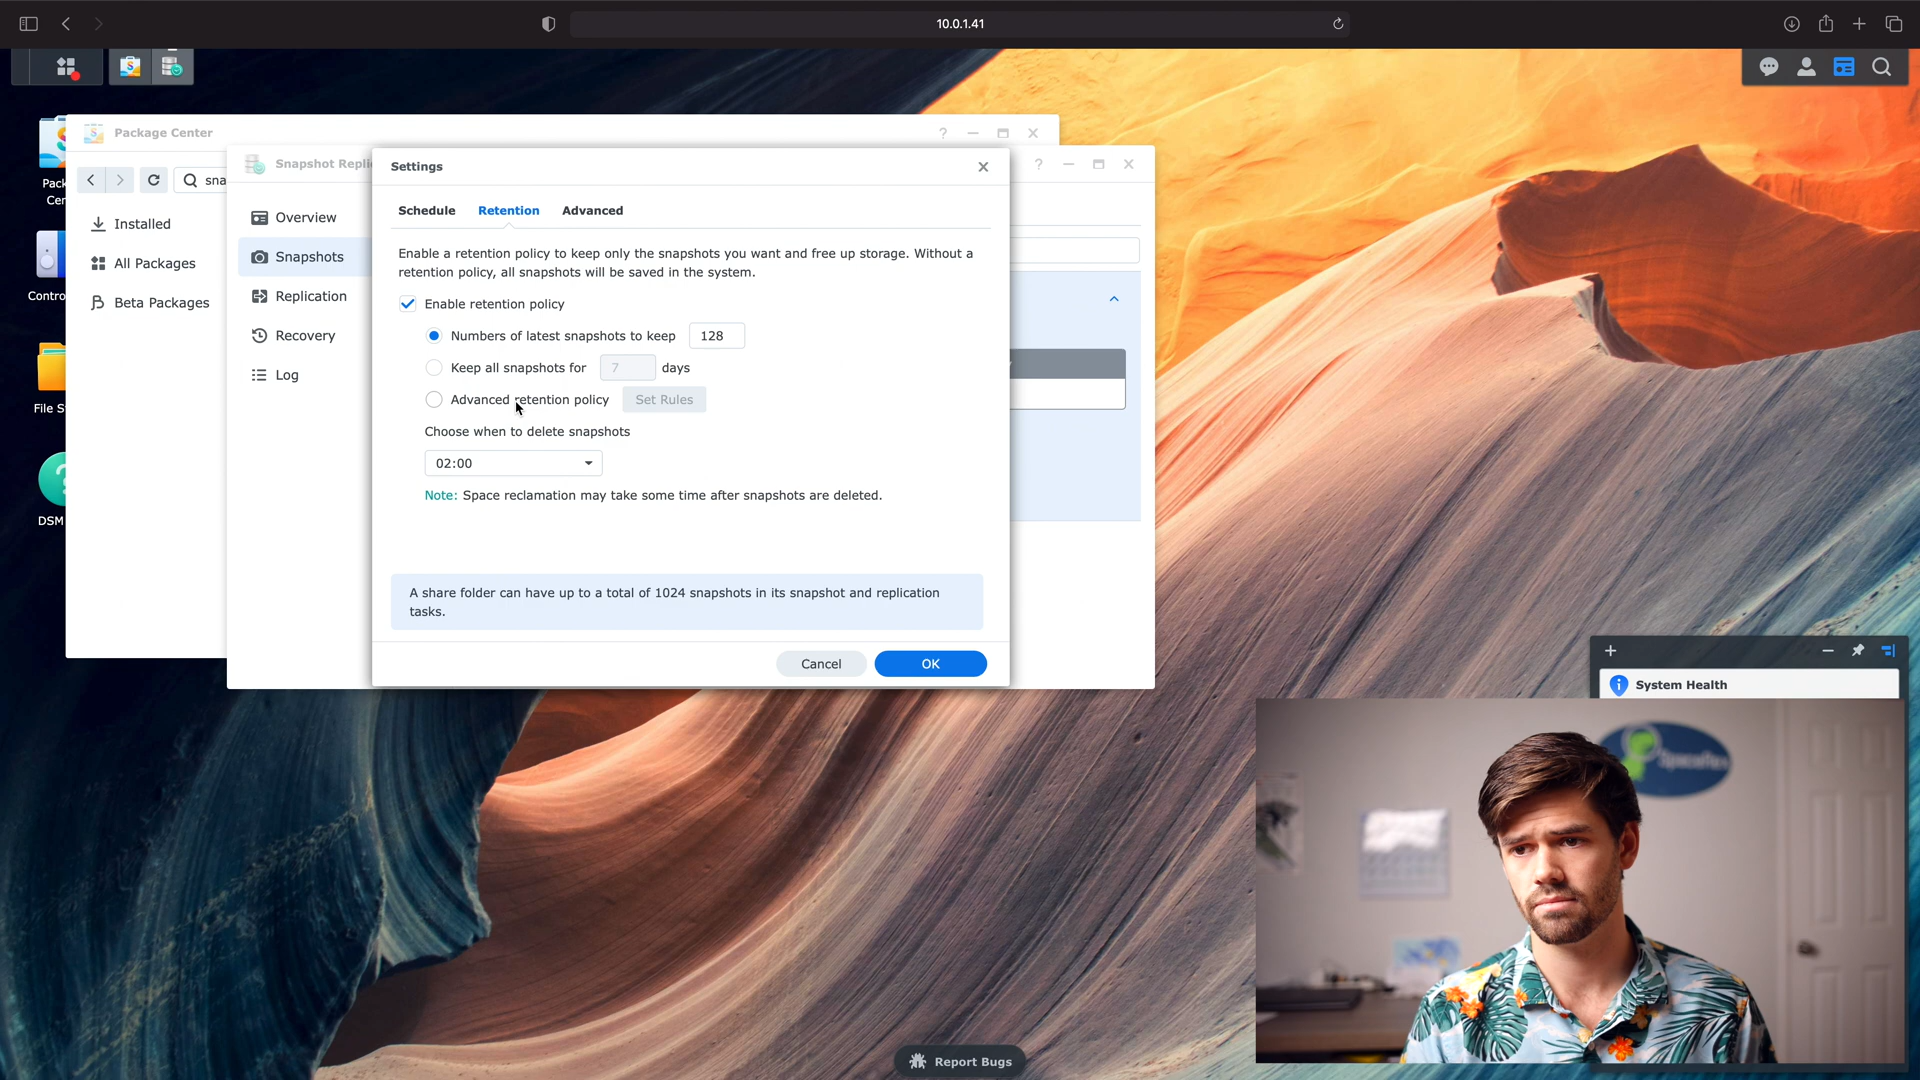 10.0.1.41
Package Center
Snapshot Repli
Settings
sna
Pack
Cen
Installed
All Packages
Beta Packages
Contro
File S
DSM
Overview
Snapshots
Replication
Recovery
Log
Schedule
Retention
Advanced
Enable a retention policy to keep only the snapshots you want and free up storage. Without a
retention policy, all snapshots will be saved in the system.
Enable retention policy
Numbers of latest snapshots to keep 128
Keep all snapshots for 7 days
Advanced retention policy Set Rules
Choose when to delete snapshots
02:00
Note: Space reclamation may take some time after snapshots are deleted.
A share folder can have up to a total of 1024 snapshots in its snapshot and replication
tasks.
Cancel
OK
System Health
Report Bugs